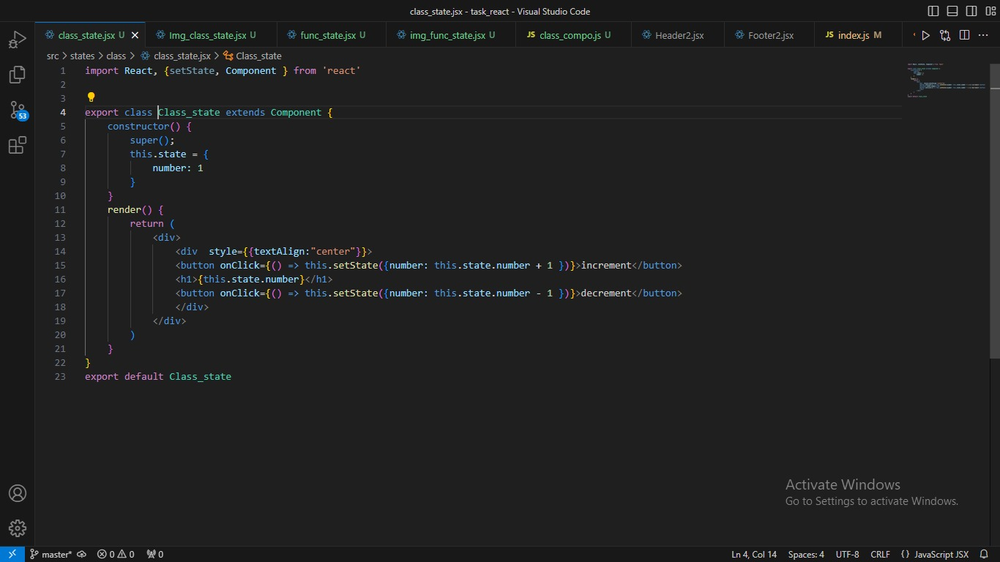 class_state.jsx - task_react - Visual Studio Code
class_state.jsx U
Img_class_state.jsx U
func_state.jsx U
img_func_state.jsx U
JS class_compo.js U
Header2.jsx
Footer2.jsx
JS index.js M
src > states > class > class_state.jsx > Class_state
1 import React, {setState, Component } from 'react'
2
3
4 export class Class_state extends Component {
5 constructor() {
6 super();
7 this.state = {
8 number: 1
9 }
10 }
11 render() {
12 return (
13 <div>
14 <div  style={{textAlign:"center"}}>
15 <button onClick={() => this.setState({number: this.state.number + 1 })}>increment</button>
16 <h1>{this.state.number}</h1>
17 <button onClick={() => this.setState({number: this.state.number - 1 })}>decrement</button>
18 </div>
19 </div>
20 )
21 }
22 }
23 export default Class_state
53
Activate Windows
Go to Settings to activate Windows.
master* 0 0 0 Ln 4, Col 14 Spaces: 4 UTF-8 CRLF {} JavaScript JSX